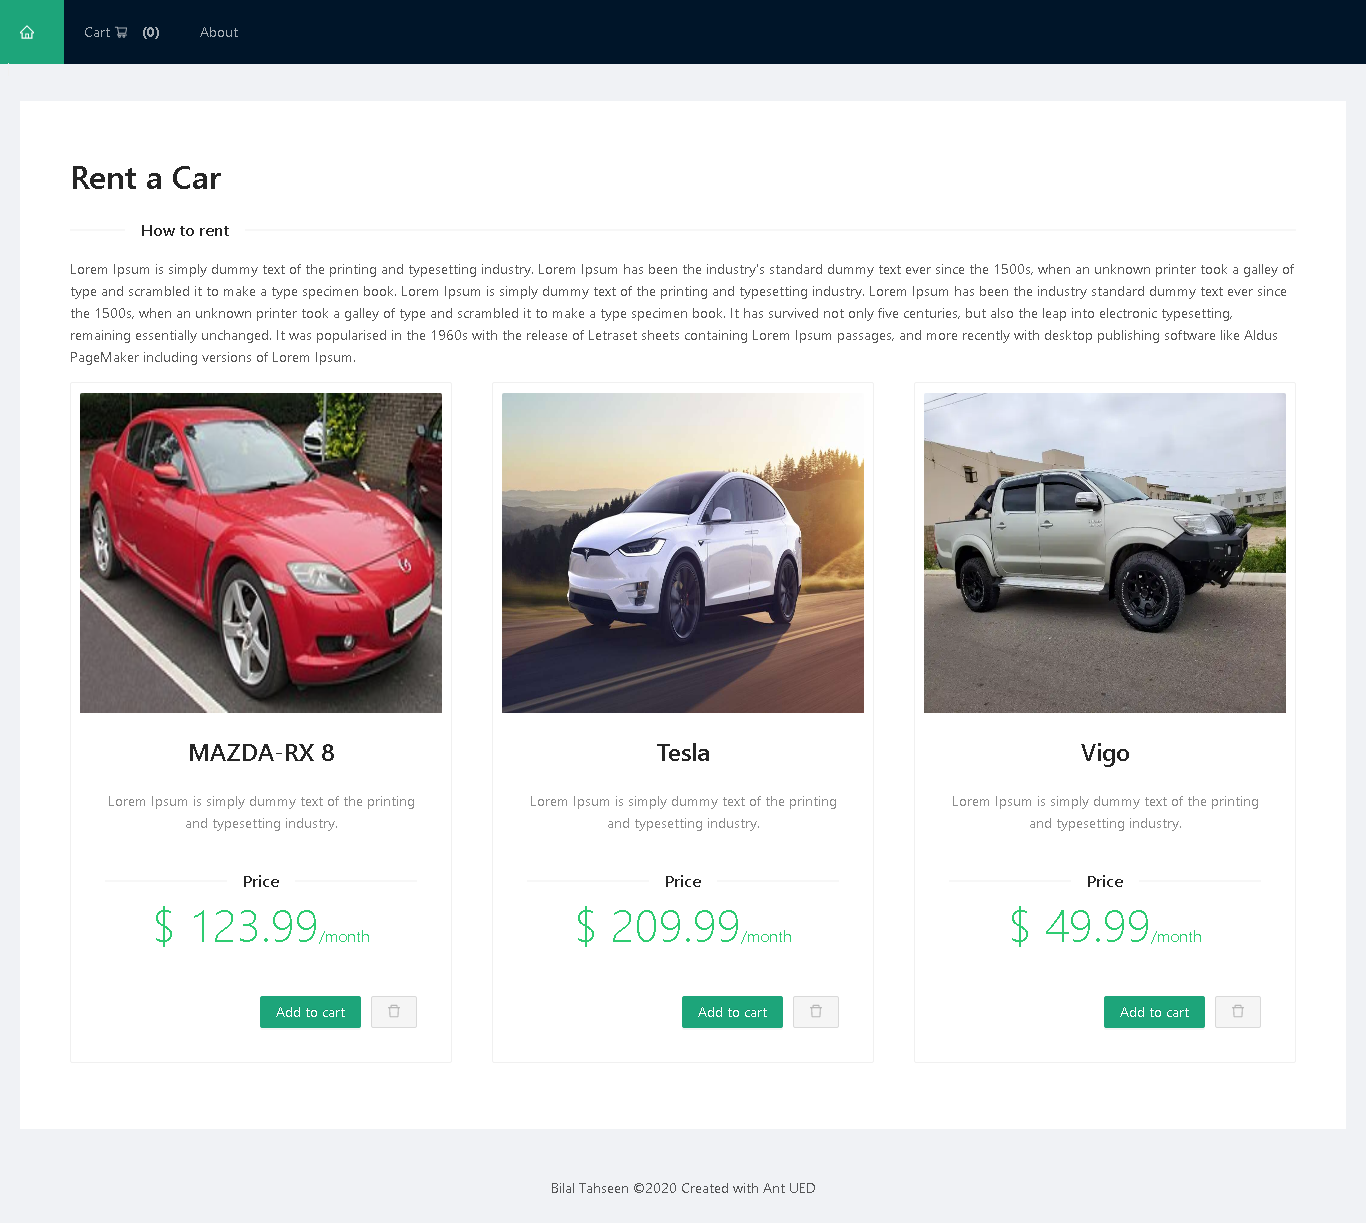 Cart (0) About
Rent a Car
How to rent
Lorem Ipsum is simply dummy text of the printing and typesetting industry. Lorem Ipsum has been the industry's standard dummy text ever since the 1500s, when an unknown printer took a galley of
type and scrambled it to make a type specimen book. Lorem Ipsum is simply dummy text of the printing and typesetting industry. Lorem Ipsum has been the industry standard dummy text ever since
the 1500s, when an unknown printer took a galley of type and scrambled it to make a type specimen book. It has survived not only five centuries, but also the leap into electronic typesetting,
remaining essentially unchanged. It was popularised in the 1960s with the release of Letraset sheets containing Lorem Ipsum passages, and more recently with desktop publishing software like Aldus
PageMaker including versions of Lorem Ipsum.
MAZDA-RX 8
Lorem Ipsum is simply dummy text of the printing
and typesetting industry.
Price
$ 123.99/month
Add to cart
Tesla
Lorem Ipsum is simply dummy text of the printing
and typesetting industry.
Price
$ 209.99/month
Add to cart
Vigo
Lorem Ipsum is simply dummy text of the printing
and typesetting industry.
Price
$ 49.99/month
Add to cart
Bilal Tahseen ©2020 Created with Ant UED